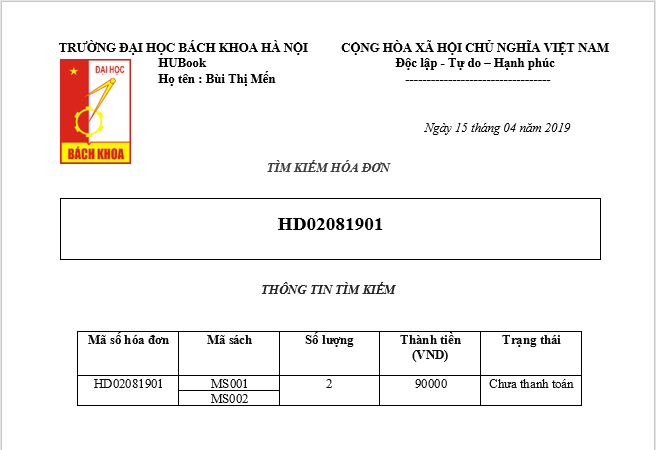 TRƯỜNG ĐẠI HỌC BÁCH KHOA HÀ NỘI
HUBook
Họ tên : Bùi Thị Mến
ĐẠI HỌC
BÁCH KHOA
CỘNG HÒA XÃ HỘI CHỦ NGHĨA VIỆT NAM
Độc lập - Tự do – Hạnh phúc
----------------------------------
Ngày 15 tháng 04 năm 2019
TÌM KIẾM HÓA ĐƠN
HD02081901
THÔNG TIN TÌM KIẾM
Mã số hóa đơn Mã sách Số lượng Thành tiền Trạng thái
(VND)
HD02081901 MS001 2 90000 Chưa thanh toán
MS002